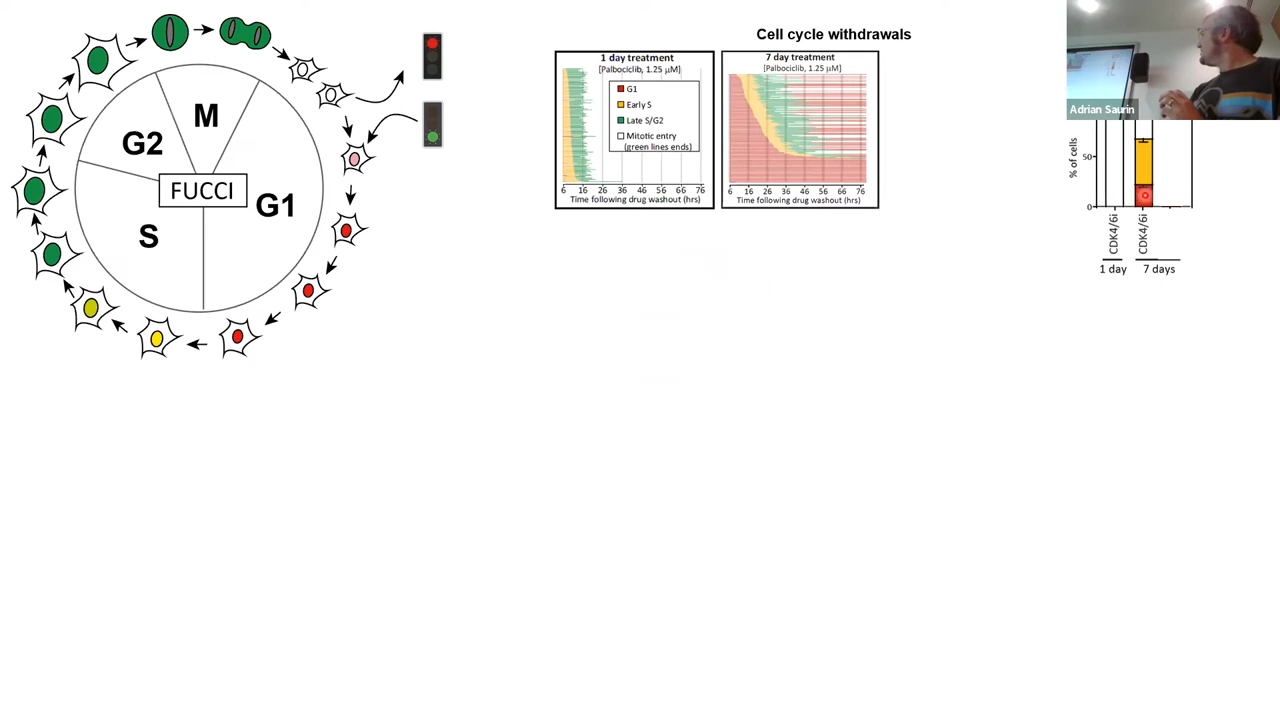 M
G2
FUCCI
G1
S
Cell cycle withdrawals
1 day treatment
[Palbociclib, 1.25 µM]
G1
Early S
Late S/G2
Mitotic entry
(green lines ends)
6 16 26 36 46 56 66 76
Time following drug washout (hrs)
7 day treatment
[Palbociclib, 1.25 µM]
6 16 26 36 46 56 66 76
Time following drug washout (hrs)
Adrian Saurin
% of cells
50
0
CDK4/6i
CDK4/6i
1 day
7 days